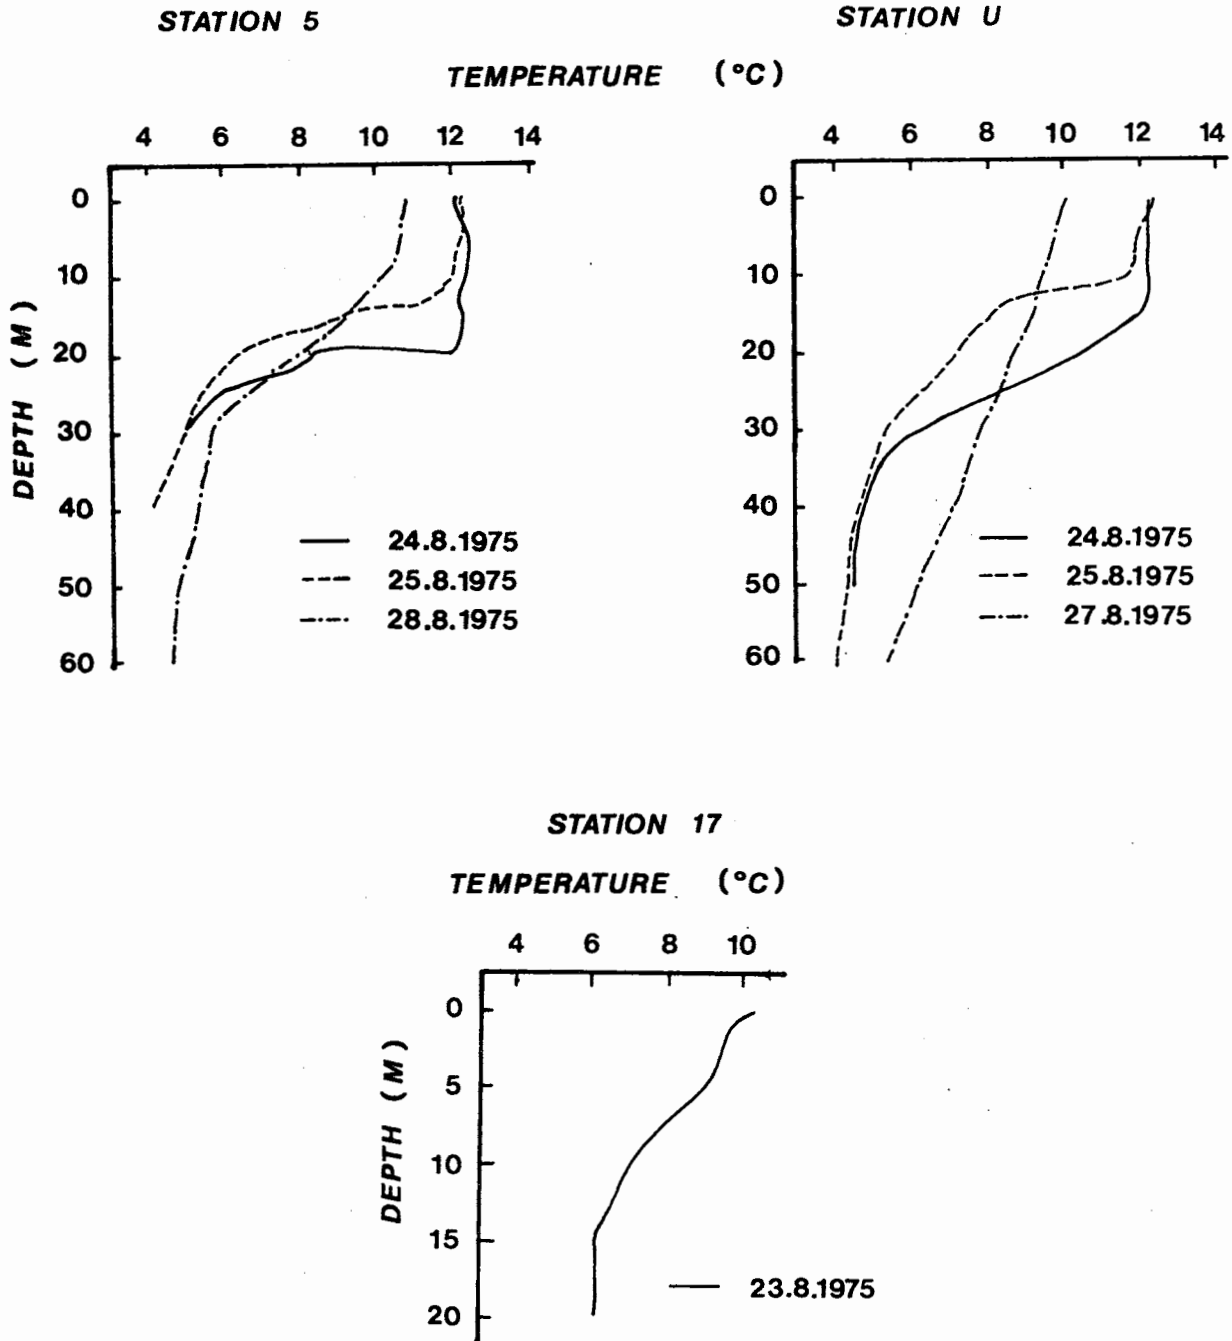 STATION 5
STATION U
TEMPERATURE (°C)
4 6 8 10 12 14
4 6 8 10 12 14
DEPTH (M)
0
10
20
30
40
50
60
24.8.1975
25.8.1975
28.8.1975
0
10
20
30
40
50
60
24.8.1975
25.8.1975
27.8.1975
STATION 17
TEMPERATURE (°C)
4 6 8 10
DEPTH (M)
0
5
10
15
20
23.8.1975